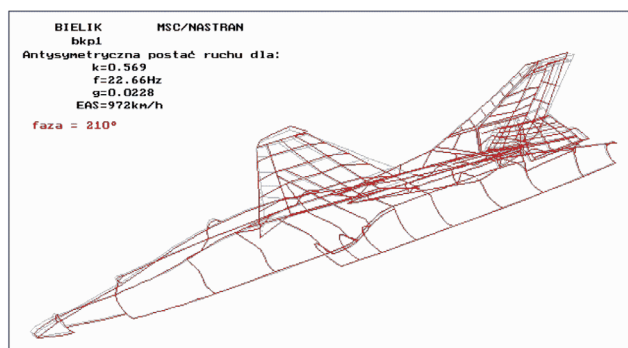 BIELIK MSC/NASTRAN
bkp1
Antysymetryczna postać ruchu dla:
k=0.569
f=22.66Hz
g=0.0228
EAS=972km/h
faza = 210°